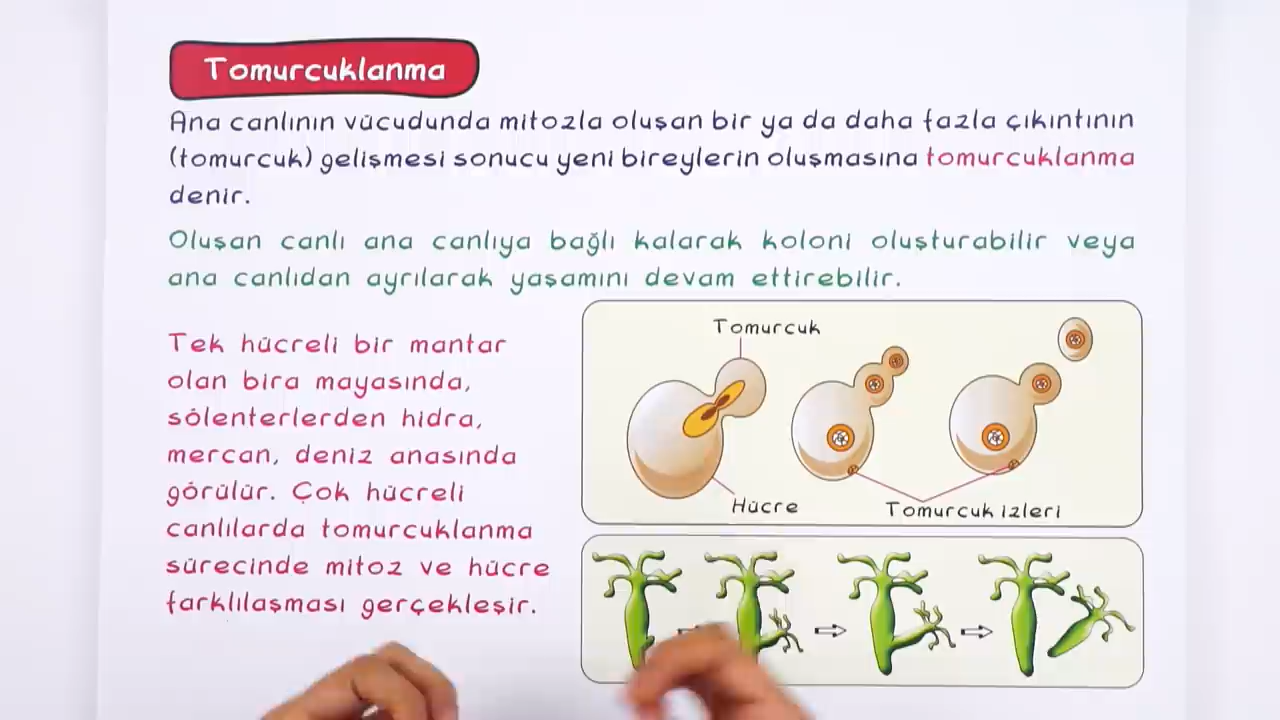 Tomurcuklanma
Ana canlının vücudunda mitozla oluşan bir ya da daha fazla çıkıntının
(tomurcuk) gelişmesi sonucu yeni bireylerin oluşmasına tomurcuklanma
denir.
Oluşan canlı ana canlıya bağlı kalarak koloni oluşturabilir veya
ana canlıdan ayrılarak yaşamını devam ettirebilir.
Tek hücreli bir mantar
olan bira mayasında,
sölenterlerden hidra,
mercan, deniz anasında
görülür. Çok hücreli
canlılarda tomurcuklanma
sürecinde mitoz ve hücre
farklılaşması gerçekleşir.
Tomurcuk
Hücre
Tomurcuk izleri